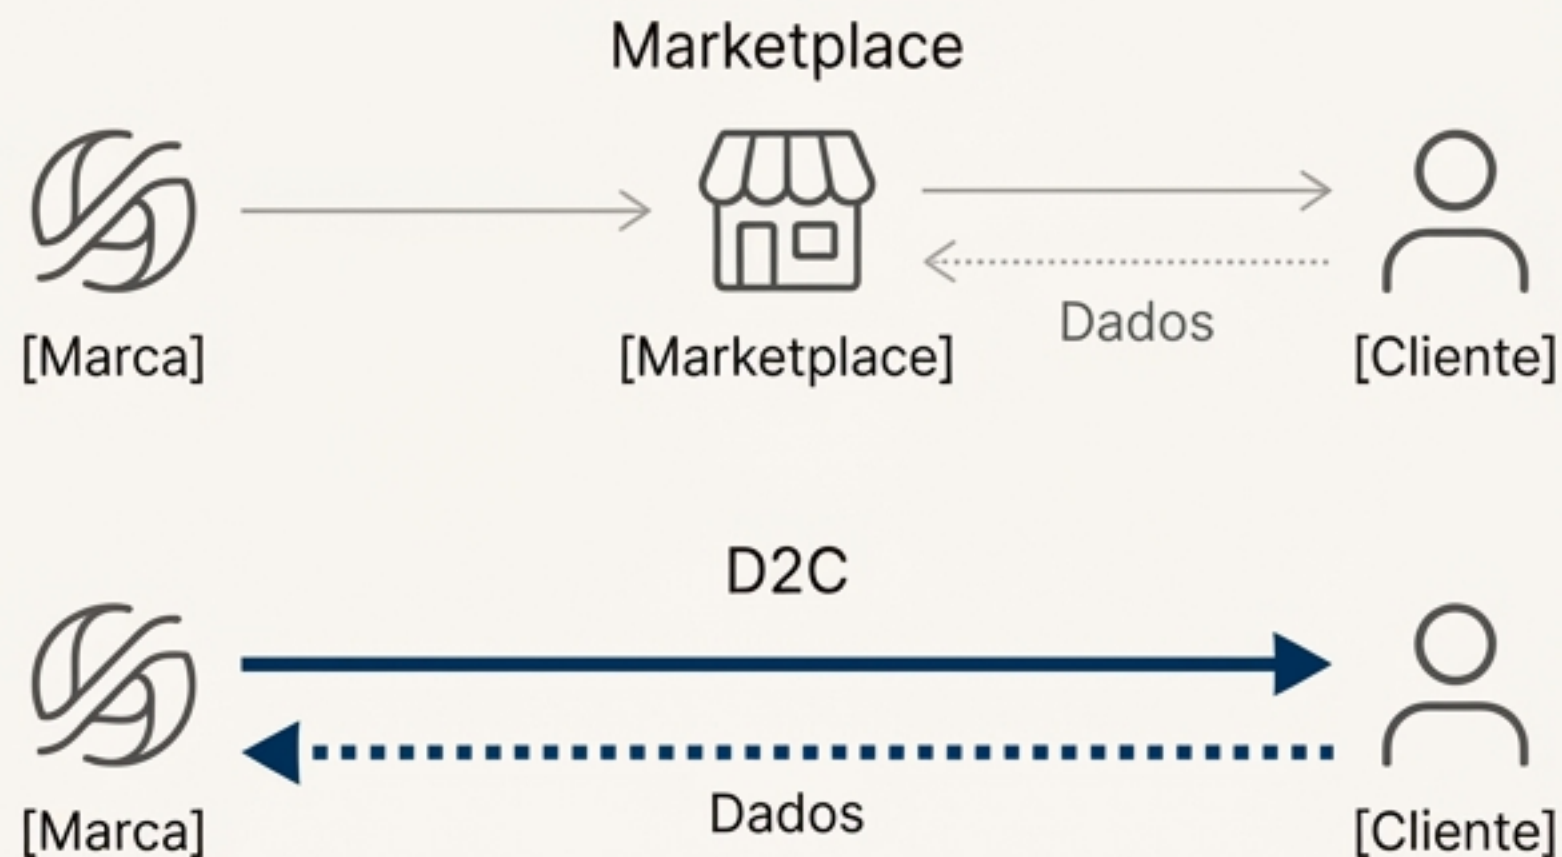 Marketplace
[Marca]
[Marketplace]
Dados
[Cliente]
D2C
Dados
[Marca]
[Cliente]